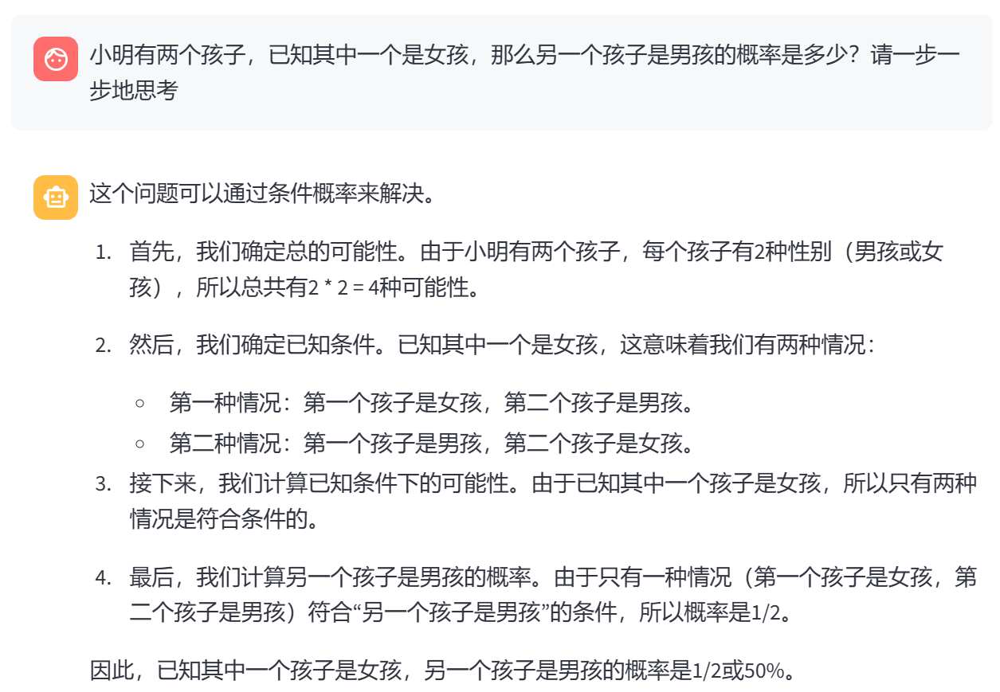 小明有两个孩子，已知其中一个是女孩，那么另一个孩子是男孩的概率是多少？请一步一
步地思考
这个问题可以通过条件概率来解决。
1. 首先，我们确定总的可能性。由于小明有两个孩子，每个孩子有2种性别（男孩或女
孩），所以总共有2 * 2 = 4种可能性。
2. 然后，我们确定已知条件。已知其中一个是女孩，这意味着我们有两种情况：
○ 第一种情况：第一个孩子是女孩，第二个孩子是男孩。
○ 第二种情况：第一个孩子是男孩，第二个孩子是女孩。
3. 接下来，我们计算已知条件下的可能性。由于已知其中一个孩子是女孩，所以只有两种
情况是符合条件的。
4. 最后，我们计算另一个孩子是男孩的概率。由于只有一种情况（第一个孩子是女孩，第
二个孩子是男孩）符合“另一个孩子是男孩”的条件，所以概率是1/2。
因此，已知其中一个孩子是女孩，另一个孩子是男孩的概率是1/2或50%。